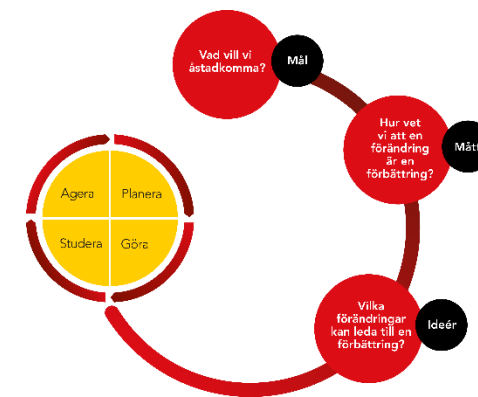 Vad vill vi
åstadkomma?
Mål
Hur vet
vi att en
förändring
är en
förbättring?
Mått
Vilka
förändringar
kan leda till en
förbättring?
Ideér
Agera
Planera
Studera
Göra